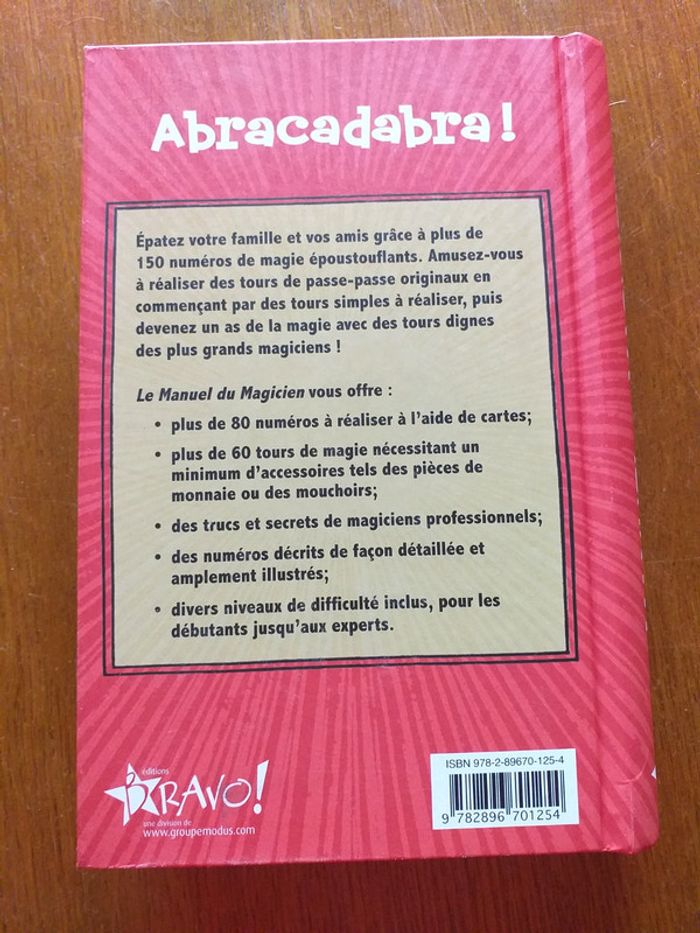 Abracadabra !
Épatez votre famille et vos amis grâce à plus de
150 numéros de magie époustouflants. Amusez-vous
à réaliser des tours de passe-passe originaux en
commençant par des tours simples à réaliser, puis
devenez un as de la magie avec des tours dignes
des plus grands magiciens !
Le Manuel du Magicien vous offre :
• plus de 80 numéros à réaliser à l'aide de cartes;
• plus de 60 tours de magie nécessitant un
minimum d'accessoires tels des pièces de
monnaie ou des mouchoirs;
• des trucs et secrets de magiciens professionnels;
• des numéros décrits de façon détaillée et
amplement illustrés;
• divers niveaux de difficulté inclus, pour les
débutants jusqu'aux experts.
éditions
BRAVO!
une division de
www.groupemodus.com
ISBN 978-2-89670-125-4
9 782896 701254